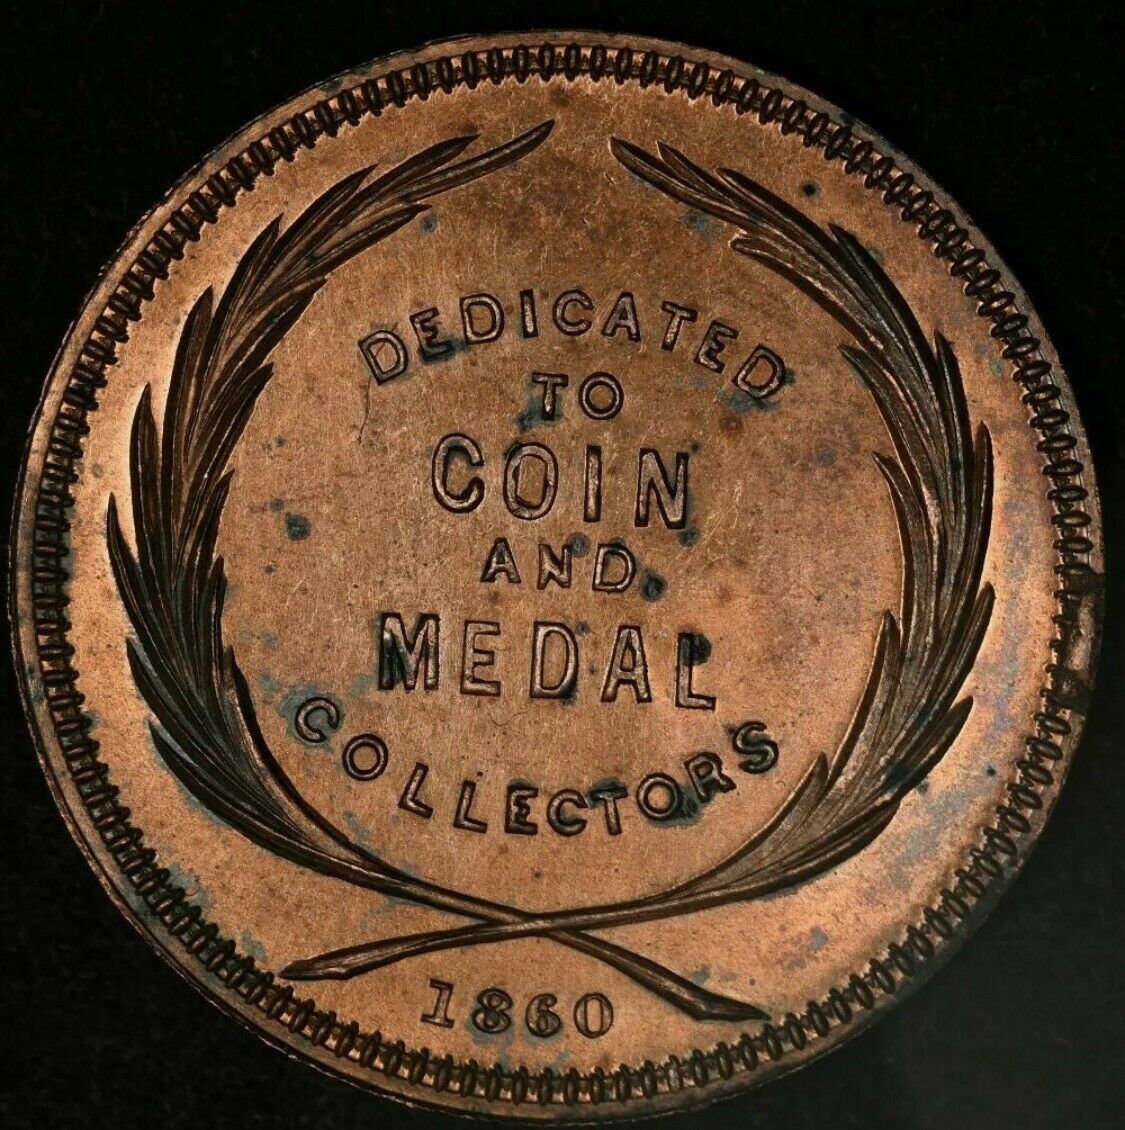 DEDICATED
TO
COIN
AND
MEDAL
COLLECTORS
1860